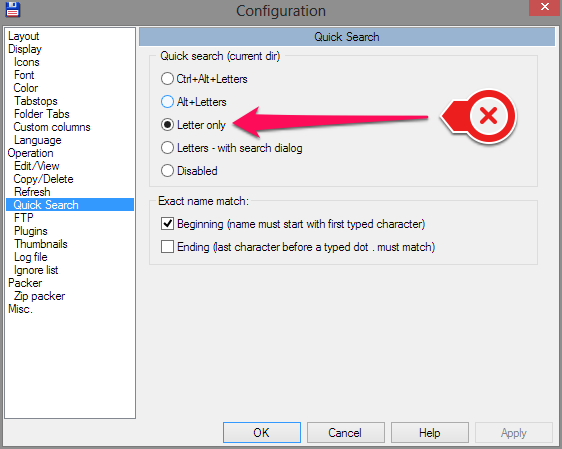 Configuration
Layout
Display
Icons
Font
Color
Tabstops
Folder Tabs
Custom columns
Language
Operation
Edit/View
Copy/Delete
Refresh
Quick Search
FTP
Plugins
Thumbnails
Log file
Ignore list
Packer
Zip packer
Misc.
Quick Search
Quick search (current dir)
Ctrl+Alt+Letters
Alt+Letters
Letter only
Letters - with search dialog
Disabled
Exact name match:
Beginning (name must start with first typed character)
Ending (last character before a typed dot . must match)
OK
Cancel
Help
Apply